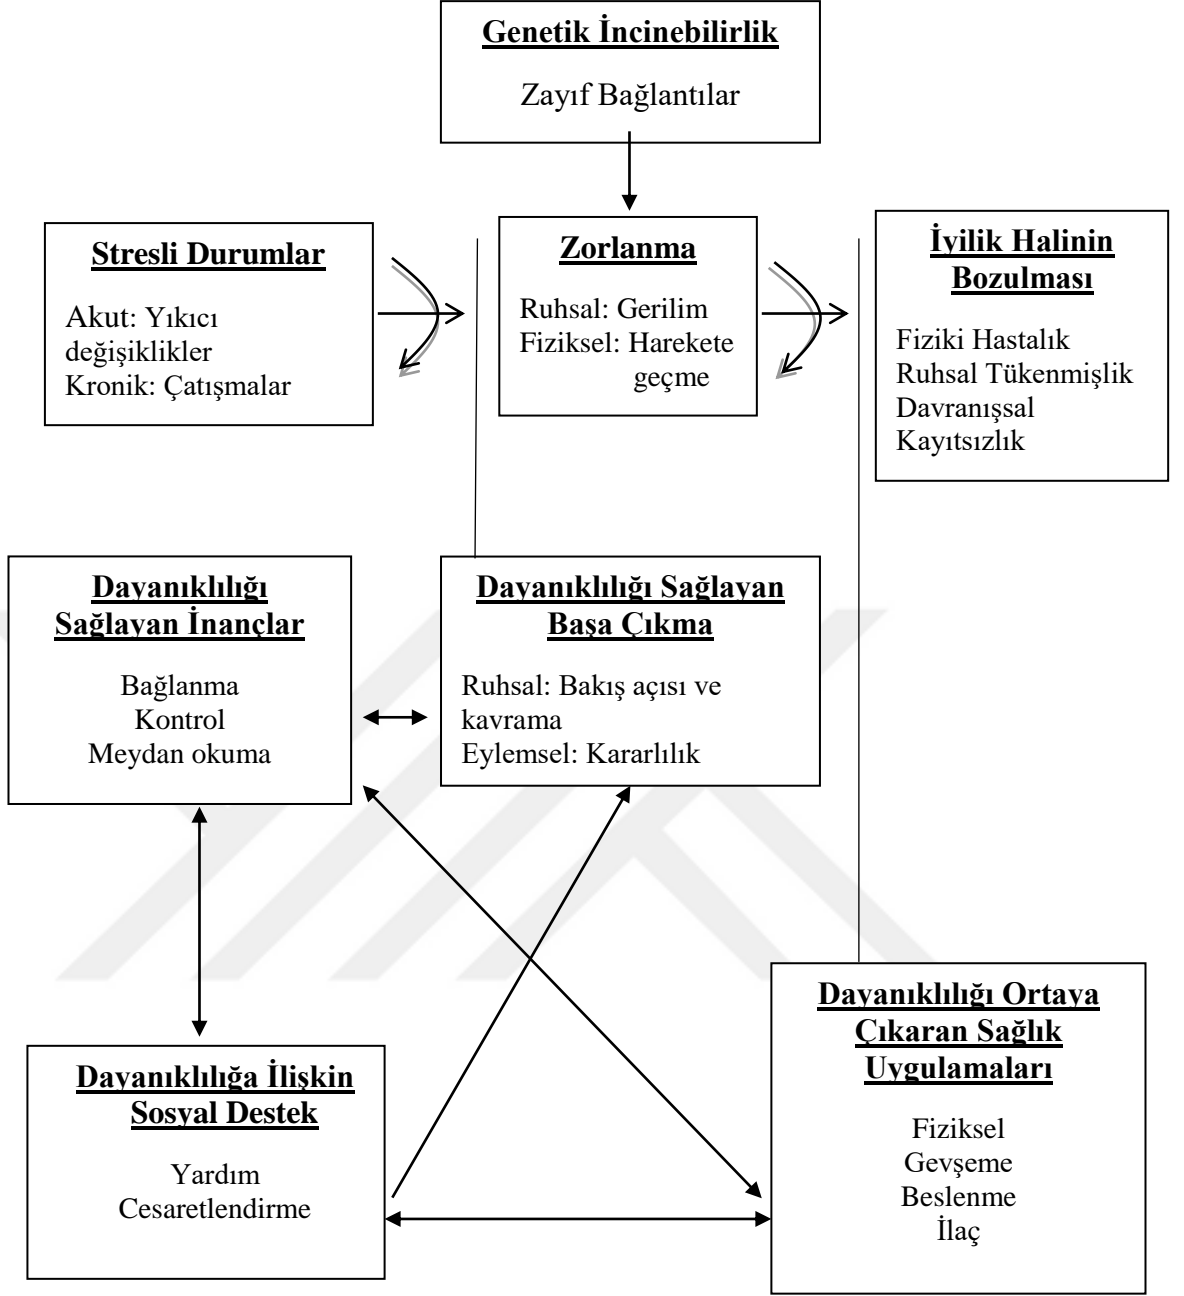 Genetik İncinebilirlik
Zayıf Bağlantılar
Stresli Durumlar
Akut: Yıkıcı
değişiklikler
Kronik: Çatışmalar
Zorlanma
Ruhsal: Gerilim
Fiziksel: Harekete
geçme
İyilik Halinin
Bozulması
Fiziki Hastalık
Ruhsal Tükenmişlik
Davranışsal
Kayıtsızlık
Dayanıklılığı
Sağlayan İnançlar
Bağlanma
Kontrol
Meydan okuma
Dayanıklılığı Sağlayan
Başa Çıkma
Ruhsal: Bakış açısı ve
kavrama
Eylemsel: Kararlılık
Dayanıklılığa İlişkin
Sosyal Destek
Yardım
Cesaretlendirme
Dayanıklılığı Ortaya
Çıkaran Sağlık
Uygulamaları
Fiziksel
Gevşeme
Beslenme
İlaç